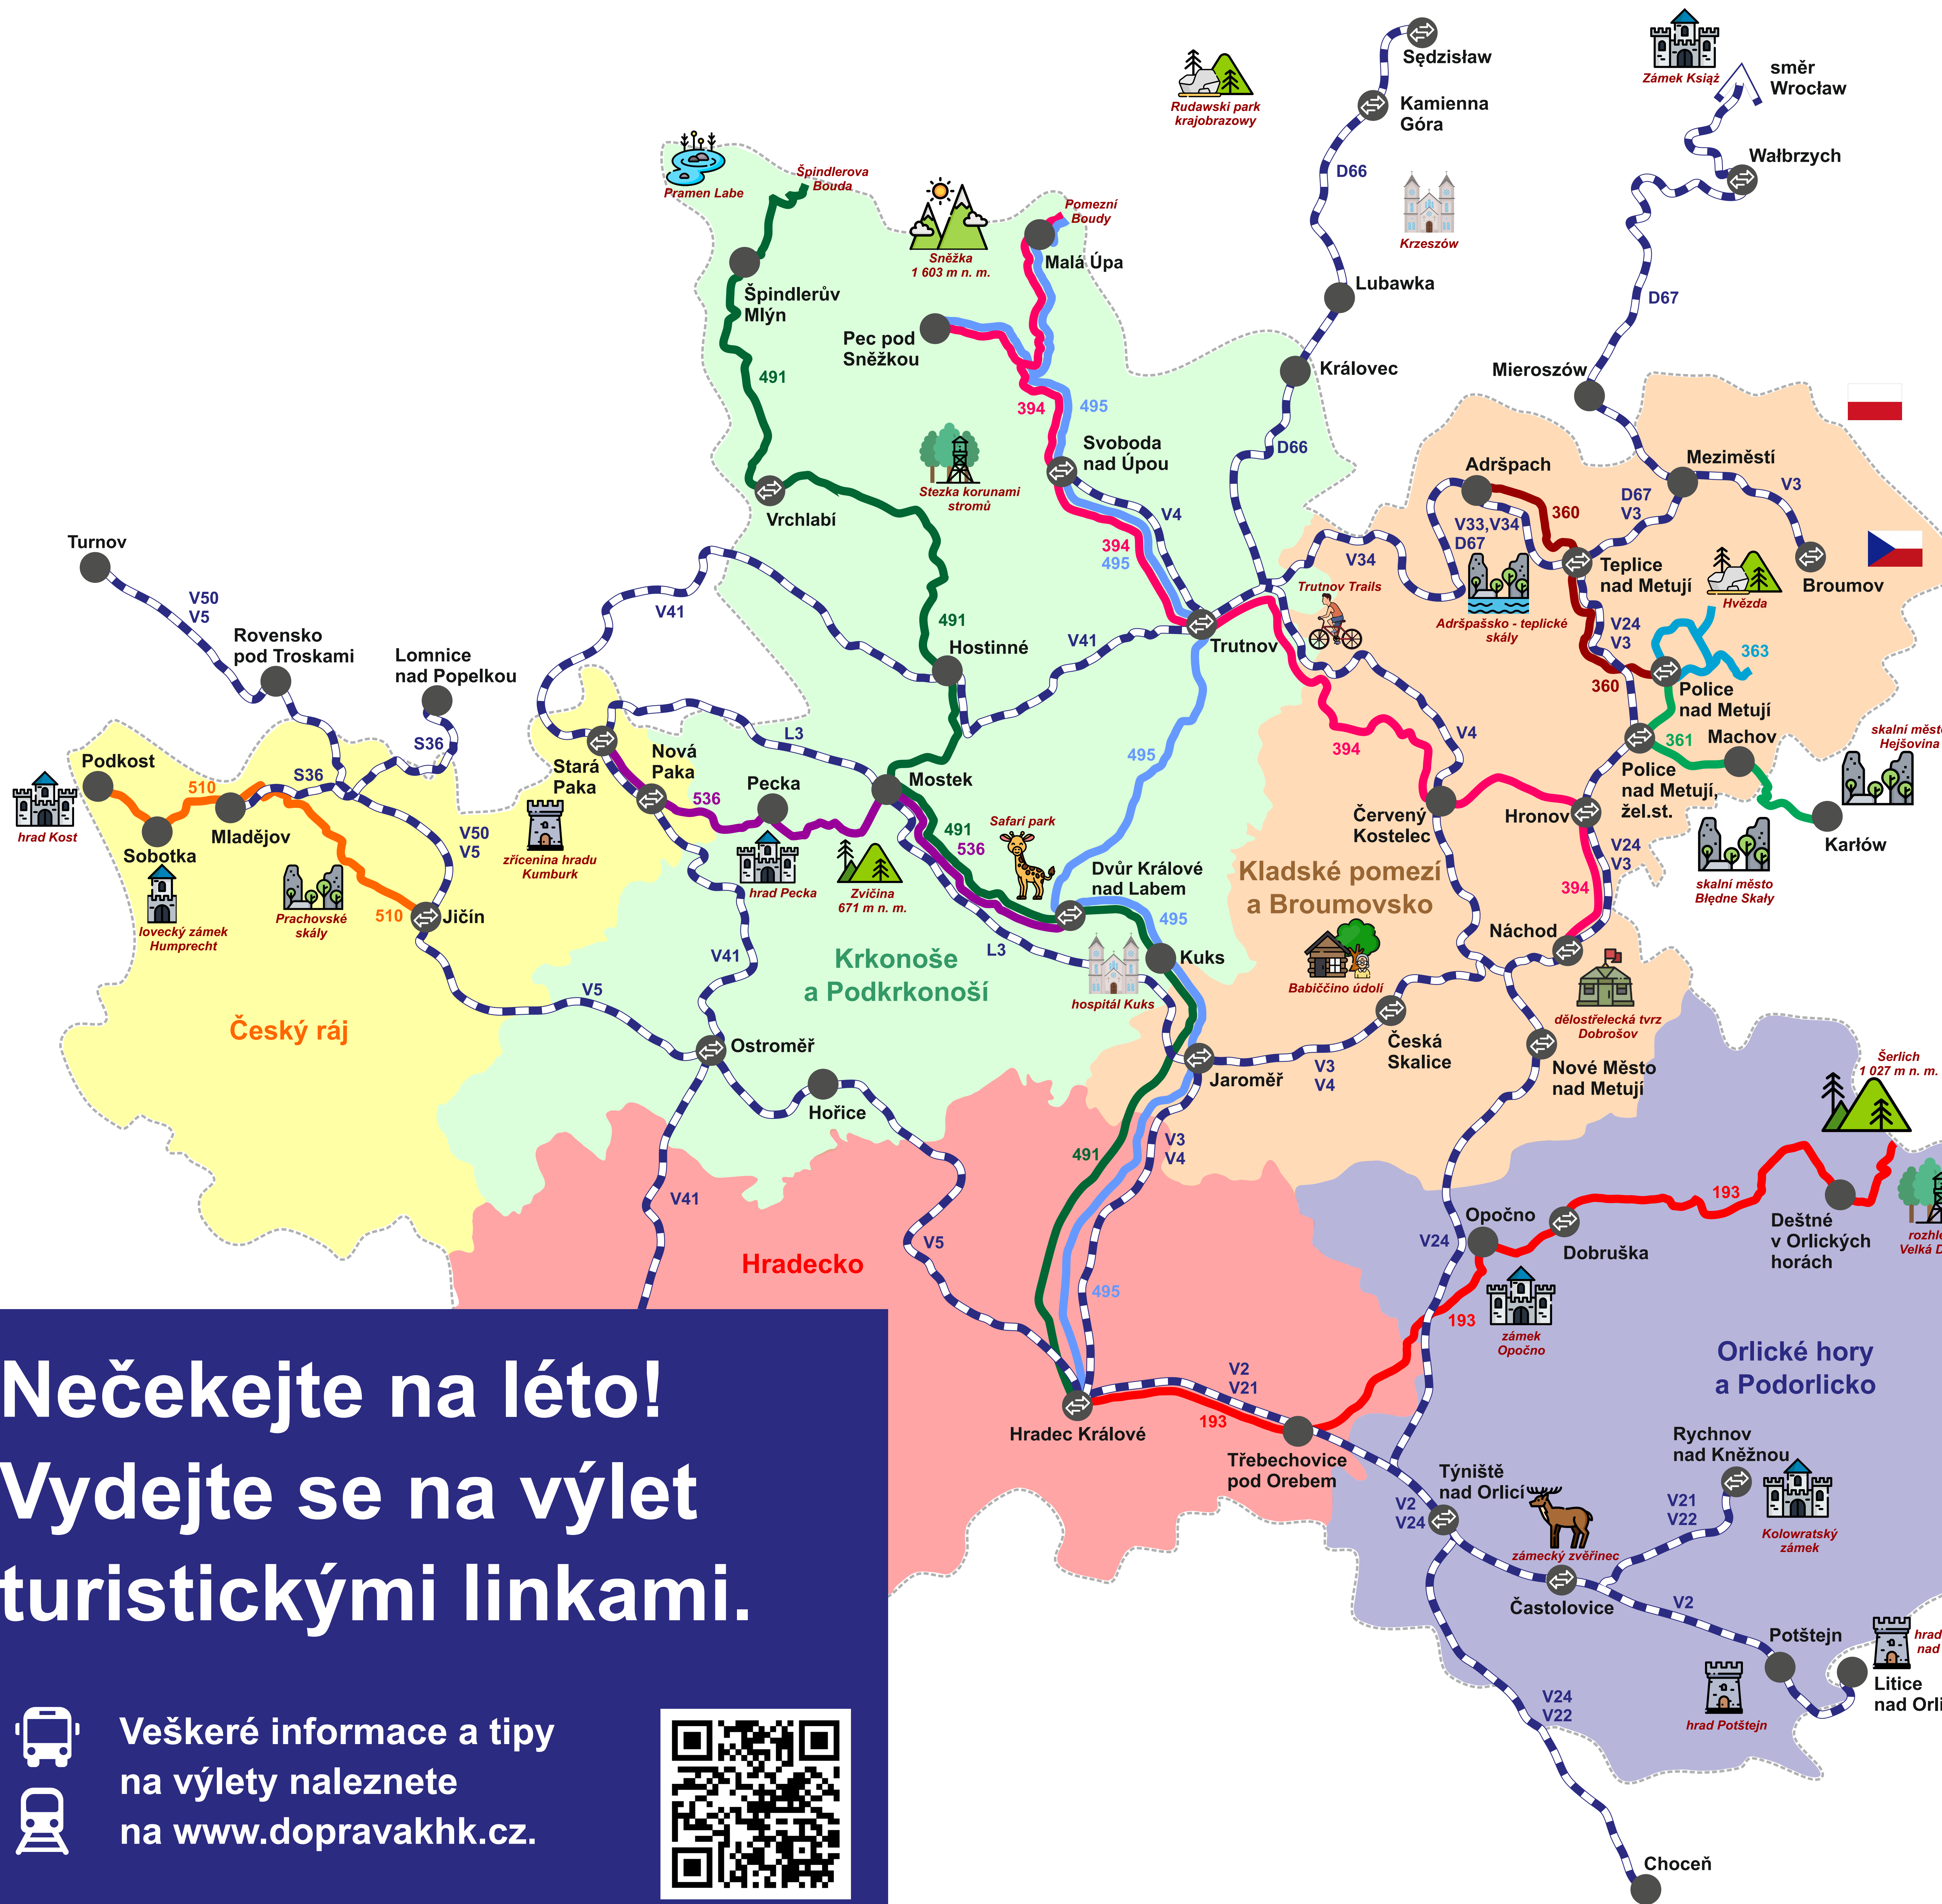 Sędzisław
Kamienna
Góra
Zámek Książ
směr
Wrocław
Rudawski park
krajobrazowy
Wałbrzych
D66
Krzeszów
Pramen Labe
Špindlerova
Bouda
Sněžka
1 603 m n. m.
Pomezní
Boudy
Malá Úpa
Lubawka
D67
Špindlerův
Mlýn
Pec pod
Sněžkou
Královec
Mieroszów
491
394
495
D66
Svoboda
nad Úpou
Stezka korunami
stromů
Vrchlabí
V4
394
495
Adršpach
360
V33,V34
D67
D67
V3
Meziměstí
V3
Broumov
Teplice
nad Metují
Hvězda
V34
Trutnov Trails
Adršpašsko - teplické
skály
V24
V3
363
360
Police
nad Metují
Turnov
V50
V5
Rovensko
pod Troskami
Lomnice
nad Popelkou
V41
491
Hostinné
V41
Trutnov
S36
S36
Podkost
510
hrad Kost
Sobotka
Mladějov
lovecký zámek
Humprecht
Prachovské
skály
510
Jičín
V50
V5
zřícenina hradu
Kumburk
Stará
Paka
Nová
Paka
L3
536
Pecka
hrad Pecka
Mostek
Zvičina
671 m n. m.
491
536
Safari park
495
394
V4
Červený
Kostelec
Hronov
361
Machov
Police
nad Metují,
žel.st.
skalní město
Hejšovina
Karłów
skalní město
Błędne Skały
V24
V3
394
Dvůr Králové
nad Labem
495
Kuks
L3
hospitál Kuks
Kladské pomezí
a Broumovsko
Náchod
Babiččino údolí
dělostřelecká tvrz
Dobrošov
Česká
Skalice
Krkonoše
a Podkrkonoší
V41
V5
Český ráj
Ostroměř
Hořice
Jaroměř
V3
V4
Nové Město
nad Metují
Šerlich
1 027 m n. m.
491
V3
V4
V41
V5
Hradecko
495
V24
Opočno
Dobruška
193
Deštné
v Orlických
horách
193
zámek
Opočno
Orlické hory
a Podorlicko
Hradec Králové
V2
V21
193
Třebechovice
pod Orebem
Týniště
nad Orlicí
V2
V24
zámecký zvěřinec
Častolovice
Rychnov
nad Kněžnou
V21
V22
Kolowratský
zámek
V2
Potštejn
hrad Potštejn
hrad
nad
Litice
nad Orli
V24
V22
Choceň
Nečekejte na léto!
Vydejte se na výlet
turistickými linkami.
Veškeré informace a tipy
na výlety naleznete
na www.dopravakhk.cz.